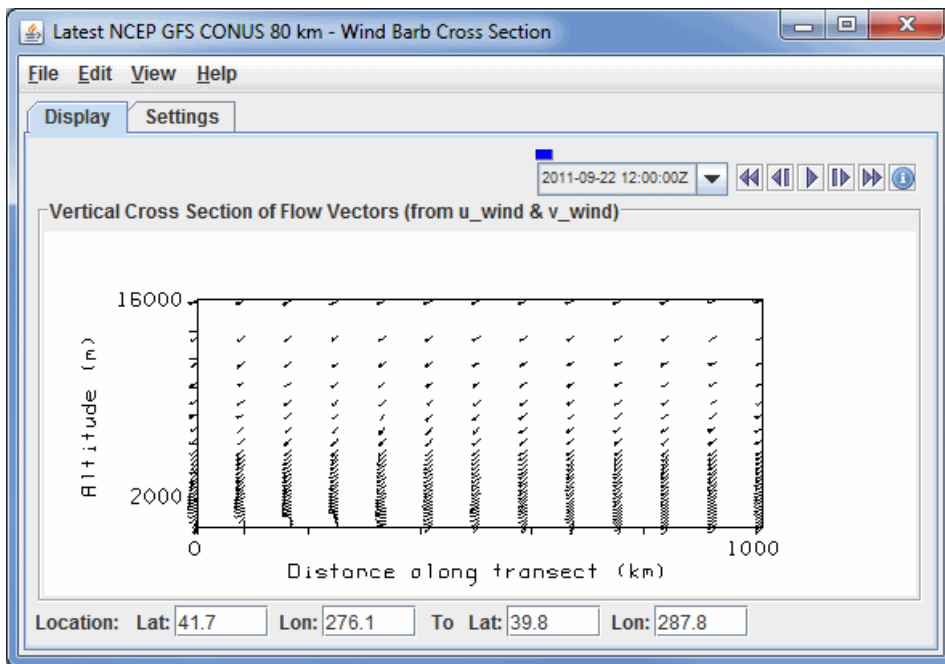 Latest NCEP GFS CONUS 80 km - Wind Barb Cross Section
File Edit View Help
Display Settings
2011-09-22 12:00:00Z
Vertical Cross Section of Flow Vectors (from u_wind & v_wind)
16000
Altitude (m)
2000
0 1000
Distance along transect (km)
Location: Lat: 41.7 Lon: 276.1 To Lat: 39.8 Lon: 287.8